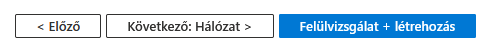 < Előző
Következő: Hálózat >
Felülvizsgálat + létrehozás